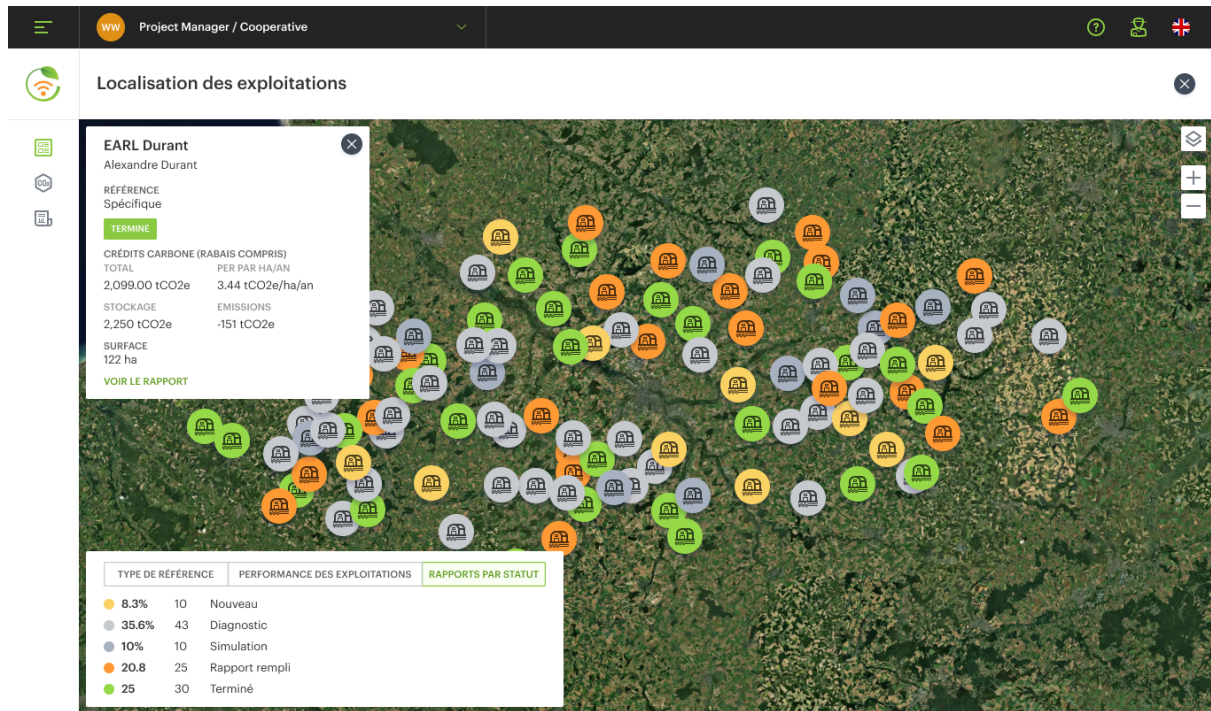 WW Project Manager / Cooperative
?
Localisation des exploitations
CO₂
EARL Durant
Alexandre Durant
RÉFÉRENCE
Spécifique
TERMINÉ
CRÉDITS CARBONE (RABAIS COMPRIS)
TOTAL PER PAR HA/AN
2,099.00 tCO2e 3.44 tCO2e/ha/an
STOCKAGE EMISSIONS
2,250 tCO2e -151 tCO2e
SURFACE
122 ha
VOIR LE RAPPORT
TYPE DE RÉFÉRENCE PERFORMANCE DES EXPLOITATIONS RAPPORTS PAR STATUT
8.3% 10 Nouveau
35.6% 43 Diagnostic
10% 10 Simulation
20.8 25 Rapport rempli
25 30 Terminé